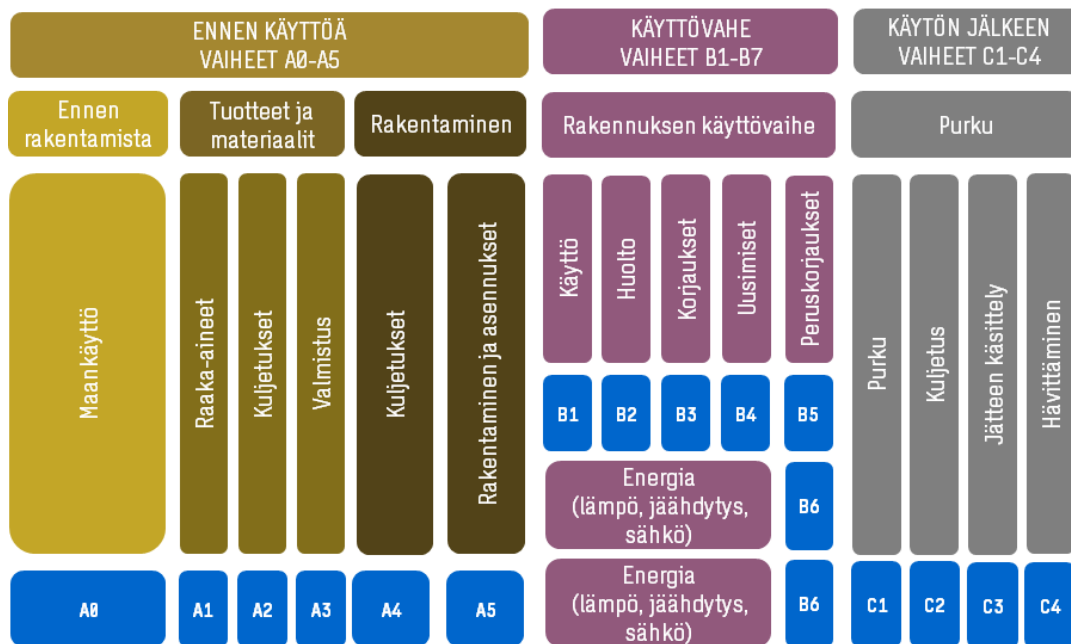 ENNEN KÄYTTÖÄ
VAIHEET A0-A5
KÄYTTÖVAHE
VAIHEET B1-B7
KÄYTÖN JÄLKEEN
VAIHEET C1-C4
Ennen
rakentamista
Tuotteet ja
materiaalit
Rakentaminen
Rakennuksen käyttövaihe
Purku
Maankäyttö
Raaka-aineet
Kuljetukset
Valmistus
Kuljetukset
Rakentaminen ja asennukset
Käyttö
Huolto
Korjaukset
Uusimiset
Peruskorjaukset
Purku
Kuljetus
Jätteen käsittely
Hävittäminen
B1
B2
B3
B4
B5
Energia
(lämpö, jäähdytys,
sähkö)
B6
A0
A1
A2
A3
A4
A5
Energia
(lämpö, jäähdytys,
sähkö)
B6
C1
C2
C3
C4